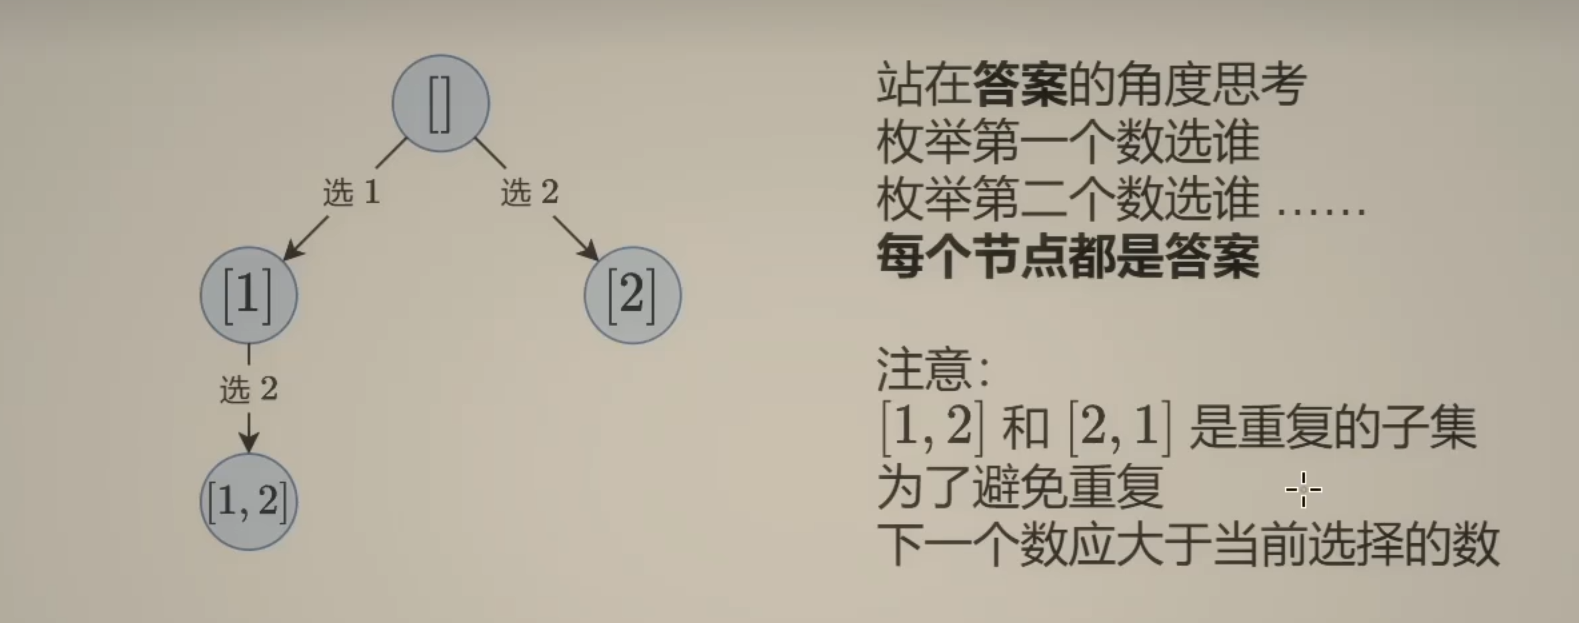 []
选 1
选 2
[1]
[2]
选 2
[1, 2]
站在答案的角度思考
枚举第一个数选谁
枚举第二个数选谁 ……
每个节点都是答案
注意：
[1, 2] 和 [2, 1] 是重复的子集
为了避免重复
下一个数应大于当前选择的数